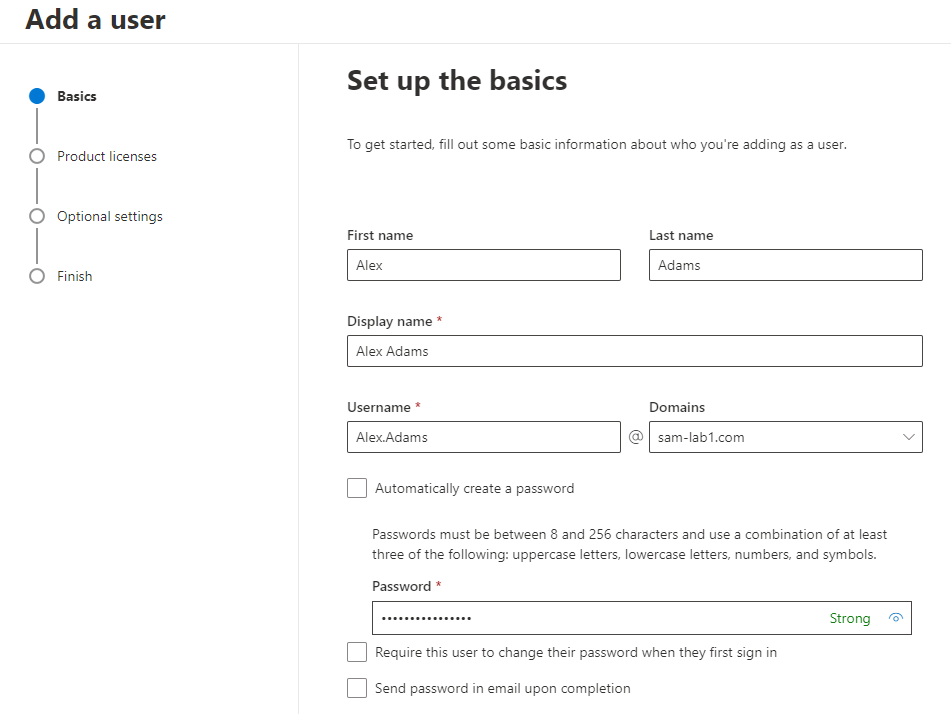 Add a user
Basics
Product licenses
Optional settings
Finish
Set up the basics
To get started, fill out some basic information about who you're adding as a user.
First name
Last name
Alex
Adams
Display name *
Alex Adams
Username *
Domains
Alex.Adams
@
sam-lab1.com
Automatically create a password
Passwords must be between 8 and 256 characters and use a combination of at least
three of the following: uppercase letters, lowercase letters, numbers, and symbols.
Password *
•••••••••••••••• Strong
Require this user to change their password when they first sign in
Send password in email upon completion